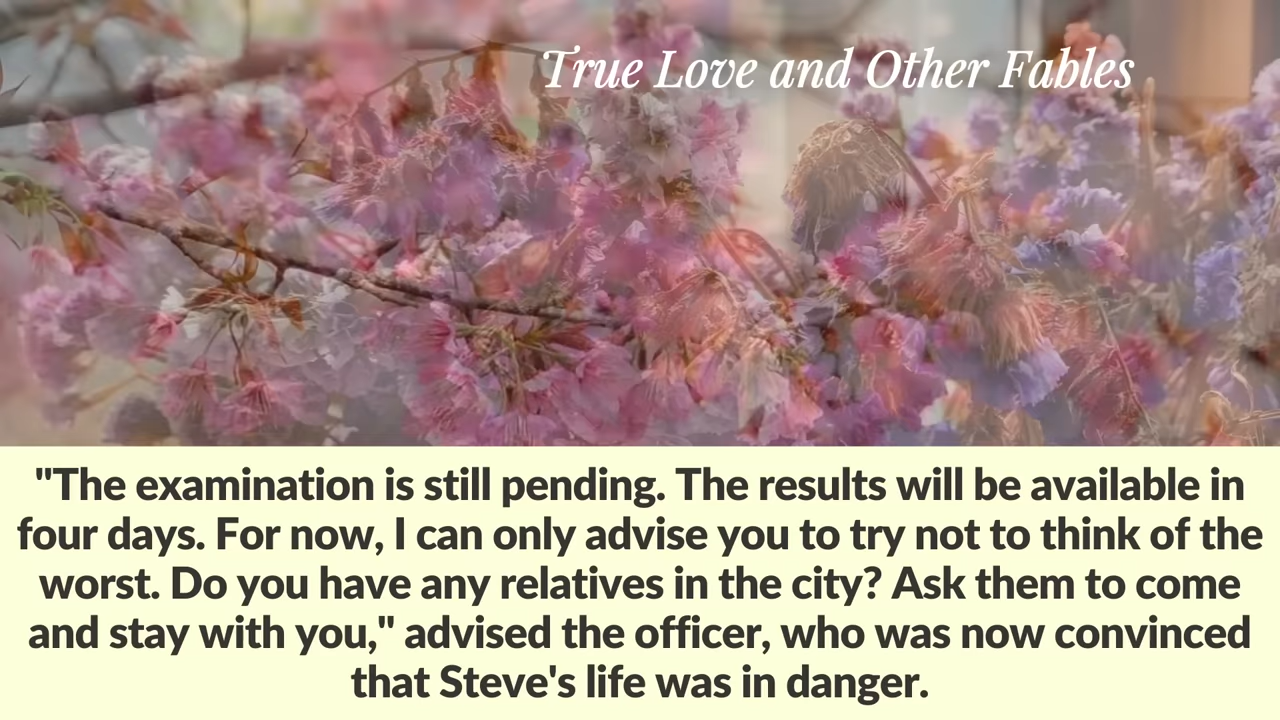 True Love and Other Fables
"The examination is still pending. The results will be available in
four days. For now, I can only advise you to try not to think of the
worst. Do you have any relatives in the city? Ask them to come
and stay with you," advised the officer, who was now convinced
that Steve's life was in danger.